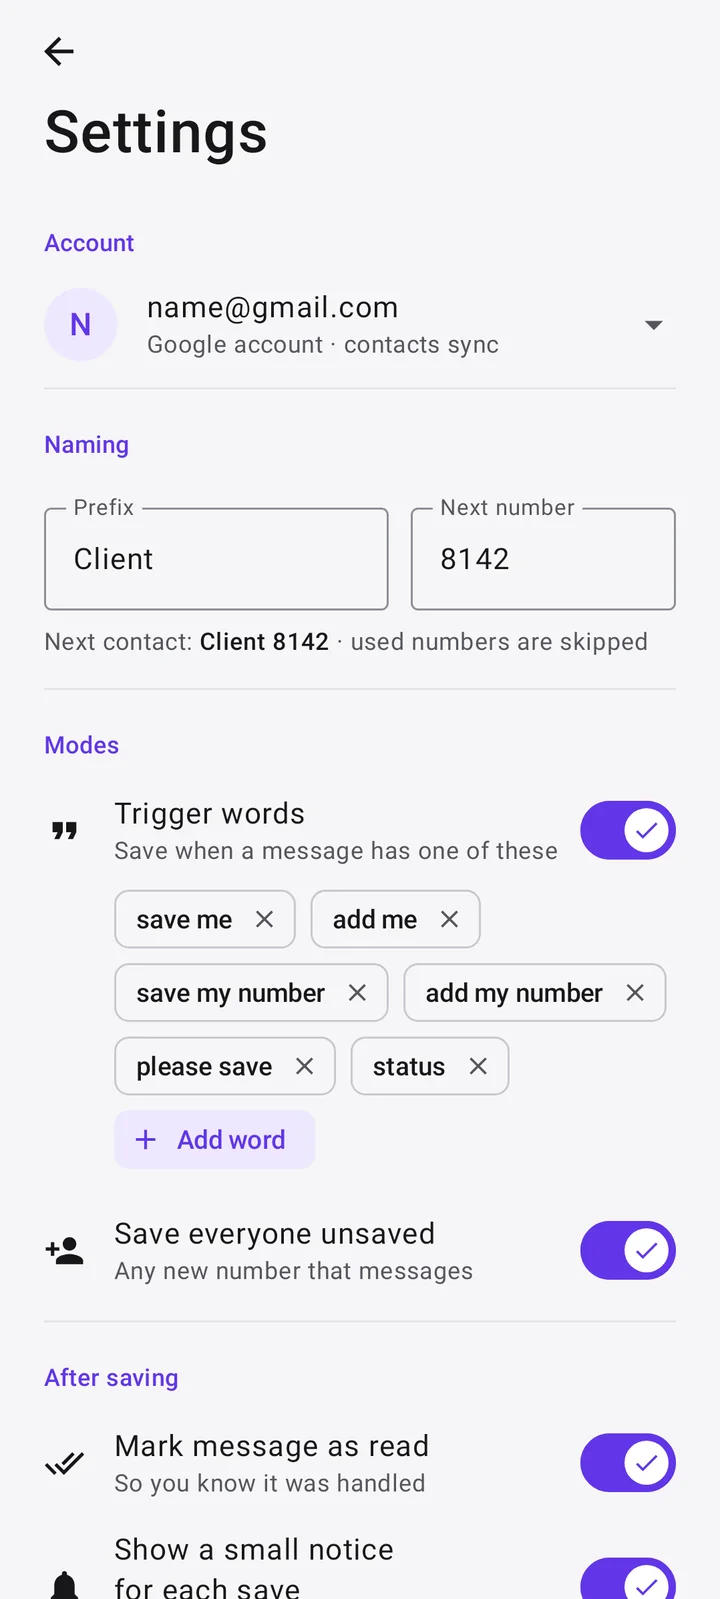 Settings
Account
N
name@gmail.com
Google account · contacts sync
Naming
Prefix
Client
Next number
8142
Next contact: Client 8142 · used numbers are skipped
Modes
Trigger words
Save when a message has one of these
save me
add me
save my number
add my number
please save
status
+ Add word
Save everyone unsaved
Any new number that messages
After saving
Mark message as read
So you know it was handled
Show a small notice
for each save